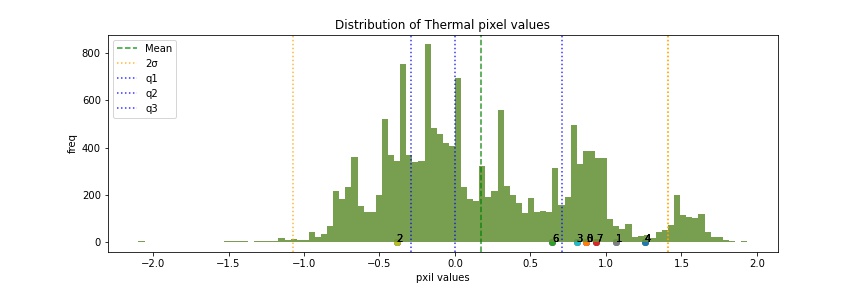 Distribution of Thermal pixel values
Mean
2σ
q1
q2
q3
freq
800
600
400
200
0
2
6
3
8
7
1
4
−2.0 −1.5 −1.0 −0.5 0.0 0.5 1.0 1.5 2.0
pxil values